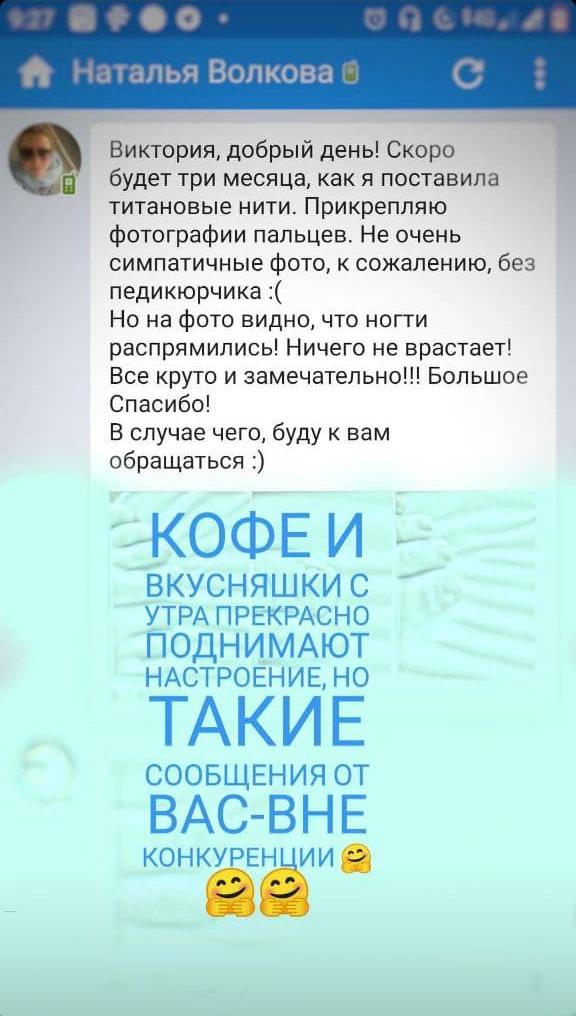 9:27
Наталья Волкова
Виктория, добрый день! Скоро
будет три месяца, как я поставила
титановые нити. Прикрепляю
фотографии пальцев. Не очень
симпатичные фото, к сожалению, без
педикюрчика :(
Но на фото видно, что ногти
распрямились! Ничего не врастает!
Все круто и замечательно!!! Большое
Спасибо!
В случае чего, буду к вам
обращаться :)
КОФЕ И
ВКУСНЯШКИ С
УТРА ПРЕКРАСНО
ПОДНИМАЮТ
НАСТРОЕНИЕ, НО
ТАКИЕ
СООБЩЕНИЯ ОТ
ВАС-ВНЕ
КОНКУРЕНЦИИ 🤗
🤗🤗